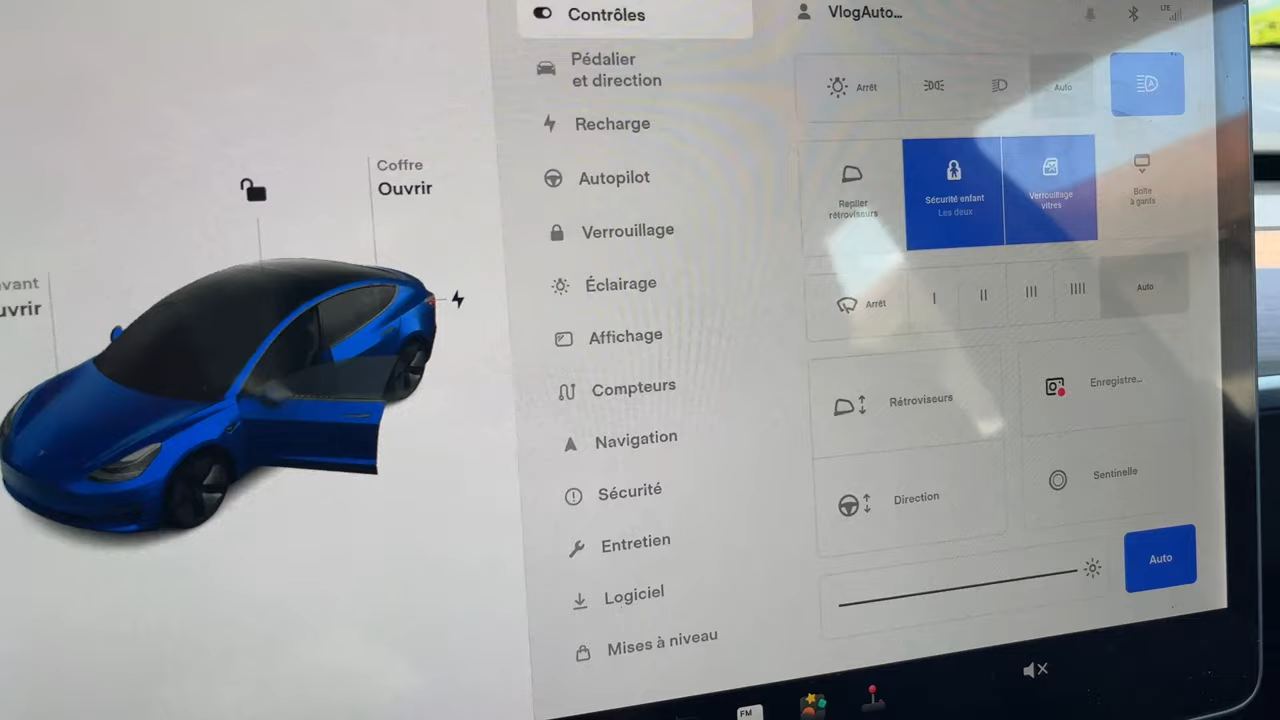 Coffre
Ouvrir
vant
uvrir
Contrôles
Pédalier
et direction
Recharge
Autopilot
Verrouillage
Éclairage
Affichage
Compteurs
Navigation
Sécurité
Entretien
Logiciel
Mises à niveau
VlogAuto...
LTE
Arrêt
Auto
A
Replier
rétroviseurs
Sécurité enfant
Les deux
Verrouillage
vitres
Boîte
à gants
Arrêt
I
II
III
IIII
Auto
Rétroviseurs
Enregistre...
Direction
Sentinelle
Auto
FM